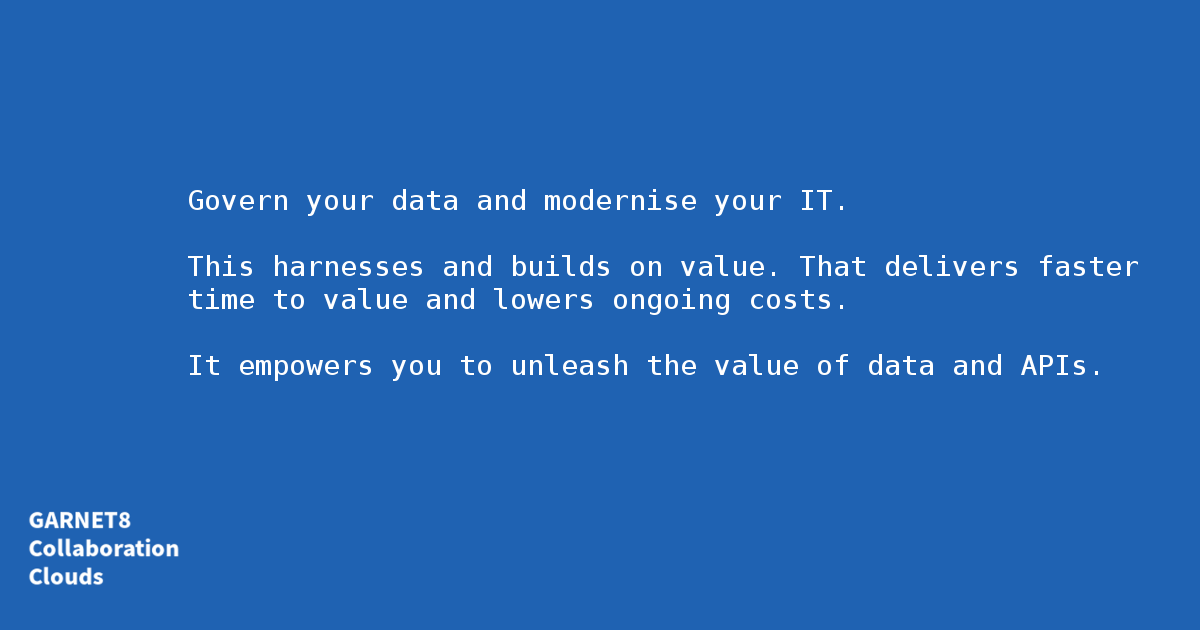 Govern your data and modernise your IT.
This harnesses and builds on value. That delivers faster
time to value and lowers ongoing costs.
It empowers you to unleash the value of data and APIs.
GARNET8
Collaboration
Clouds